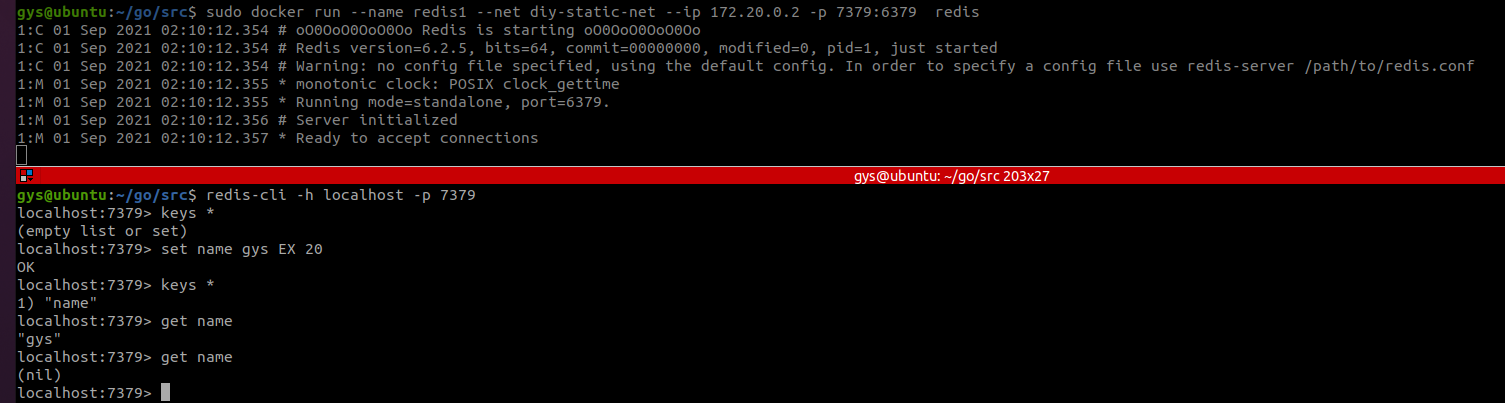 gys@ubuntu:~/go/src$ sudo docker run --name redis1 --net diy-static-net --ip 172.20.0.2 -p 7379:6379  redis
1:C 01 Sep 2021 02:10:12.354 # oO0OoO0OoO0Oo Redis is starting oO0OoO0OoO0Oo
1:C 01 Sep 2021 02:10:12.354 # Redis version=6.2.5, bits=64, commit=00000000, modified=0, pid=1, just started
1:C 01 Sep 2021 02:10:12.354 # Warning: no config file specified, using the default config. In order to specify a config file use redis-server /path/to/redis.conf
1:M 01 Sep 2021 02:10:12.355 * monotonic clock: POSIX clock_gettime
1:M 01 Sep 2021 02:10:12.355 * Running mode=standalone, port=6379.
1:M 01 Sep 2021 02:10:12.356 # Server initialized
1:M 01 Sep 2021 02:10:12.357 * Ready to accept connections
gys@ubuntu: ~/go/src 203x27
gys@ubuntu:~/go/src$ redis-cli -h localhost -p 7379
localhost:7379> keys *
(empty list or set)
localhost:7379> set name gys EX 20
OK
localhost:7379> keys *
1) "name"
localhost:7379> get name
"gys"
localhost:7379> get name
(nil)
localhost:7379>